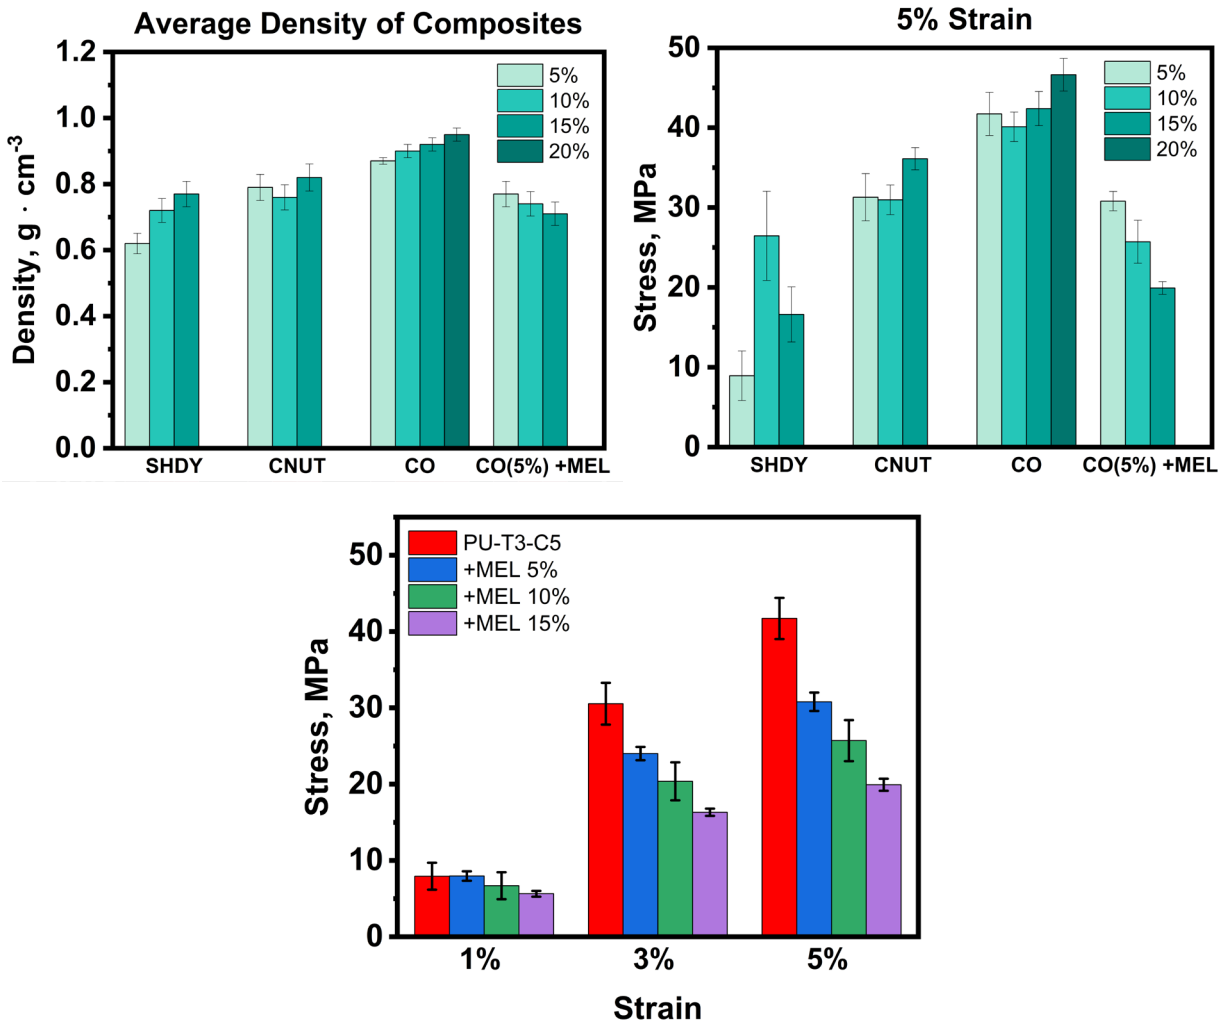 Average Density of Composites
1.2
1.0
0.8
0.6
0.4
0.2
0.0
Density, g · cm⁻³
5%
10%
15%
20%
SHDY CNUT CO CO(5%) +MEL
5% Strain
50
40
30
20
10
0
Stress, MPa
5%
10%
15%
20%
SHDY CNUT CO CO(5%) +MEL
50
40
30
20
10
0
Stress, MPa
PU-T3-C5
+MEL 5%
+MEL 10%
+MEL 15%
1% 3% 5%
Strain